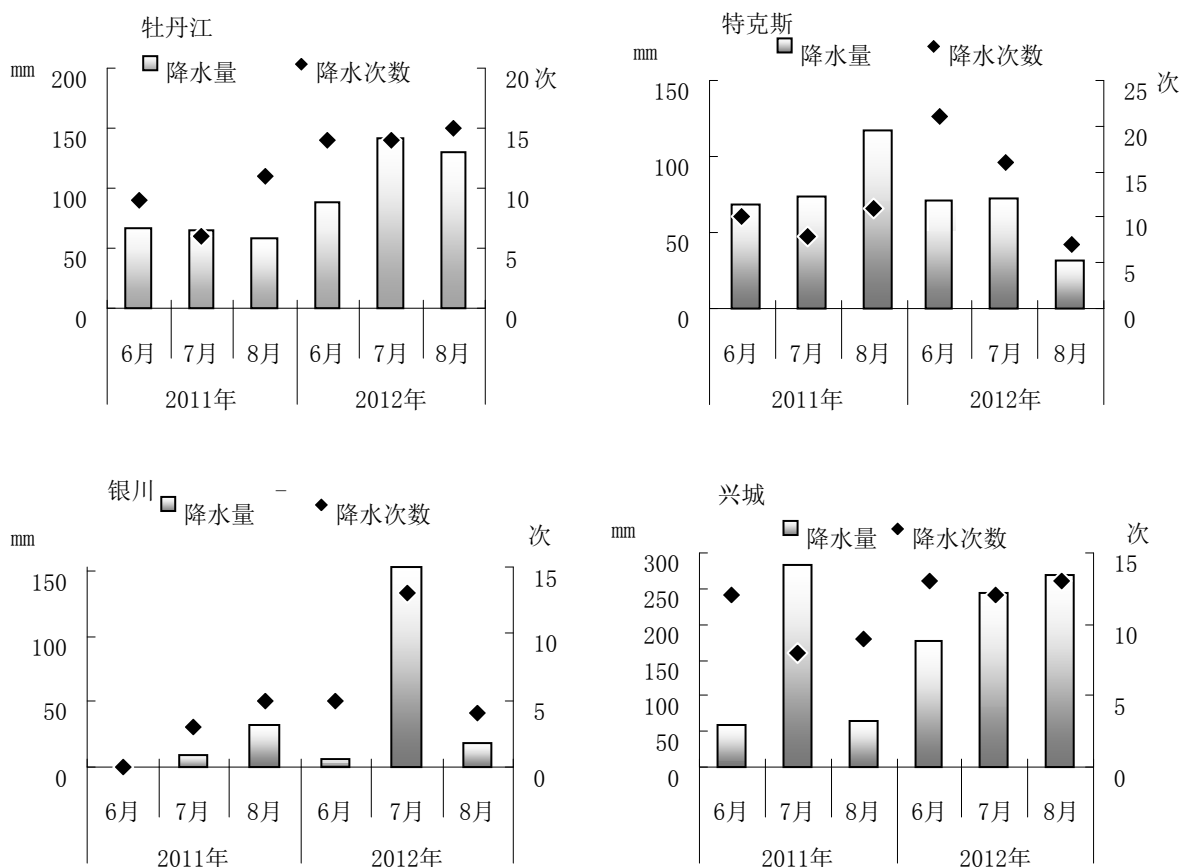 牡丹江
mm 降水量 降水次数 次
200 20
150 15
100 10
50 5
0 0
6月 7月 8月 6月 7月 8月
2011年 2012年
特克斯
mm 降水量 降水次数 次
150 25
20
100 15
10
50 5
0 0
6月 7月 8月 6月 7月 8月
2011年 2012年
银川 -
mm 降水量 降水次数 次
150 15
100 10
50 5
0 0
6月 7月 8月 6月 7月 8月
2011年 2012年
兴城
mm 降水量 降水次数 次
300 15
250
200 10
150
100 5
50
0 0
6月 7月 8月 6月 7月 8月
2011年 2012年